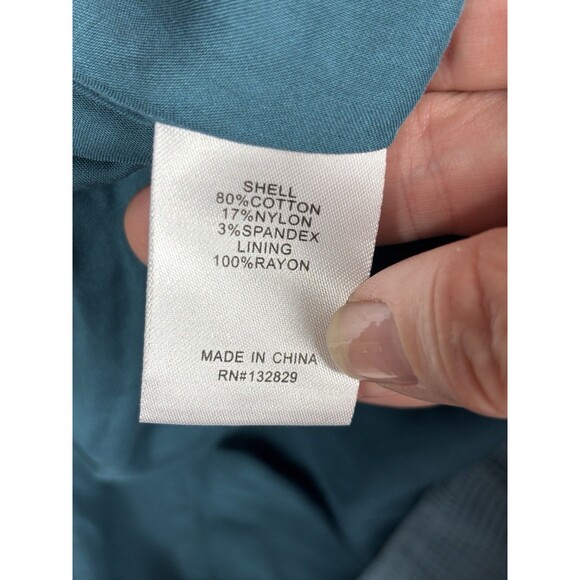 SHELL
80%COTTON
17%NYLON
3%SPANDEX
LINING
100%RAYON
MADE IN CHINA
RN#132829